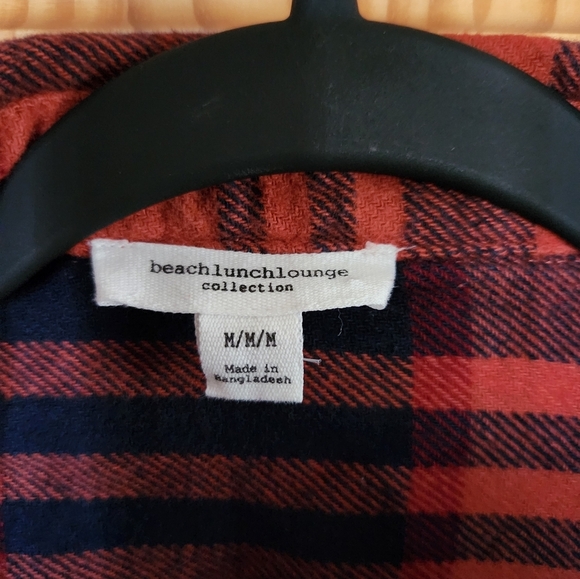 beachlunchlounge
collection
M/M/M
Made in
Bangladesh